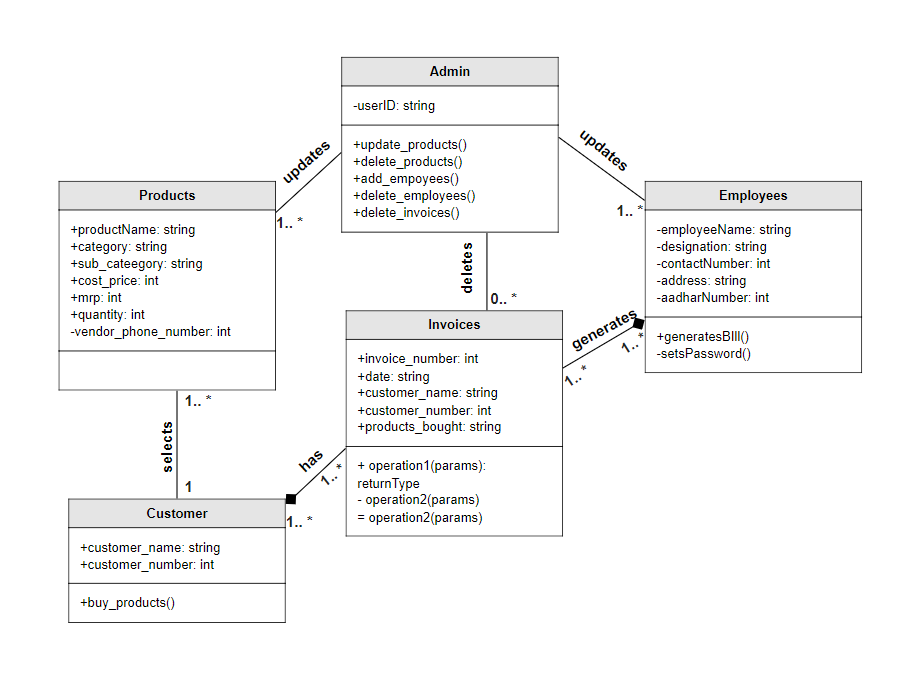 Admin
-userID: string
+update_products()
+delete_products()
+add_empoyees()
+delete_employees()
+delete_invoices()
updates
1.. *
updates
1.. *
Products
+productName: string
+category: string
+sub_cateegory: string
+cost_price: int
+mrp: int
+quantity: int
-vendor_phone_number: int
Employees
-employeeName: string
-designation: string
-contactNumber: int
-address: string
-aadharNumber: int
+generatesBIll()
-setsPassword()
deletes
0.. *
generates
1.. *
1.. *
Invoices
+invoice_number: int
+date: string
+customer_name: string
+customer_number: int
+products_bought: string
+ operation1(params):
returnType
- operation2(params)
= operation2(params)
1.. *
selects
1
has
1.. *
1.. *
Customer
+customer_name: string
+customer_number: int
+buy_products()